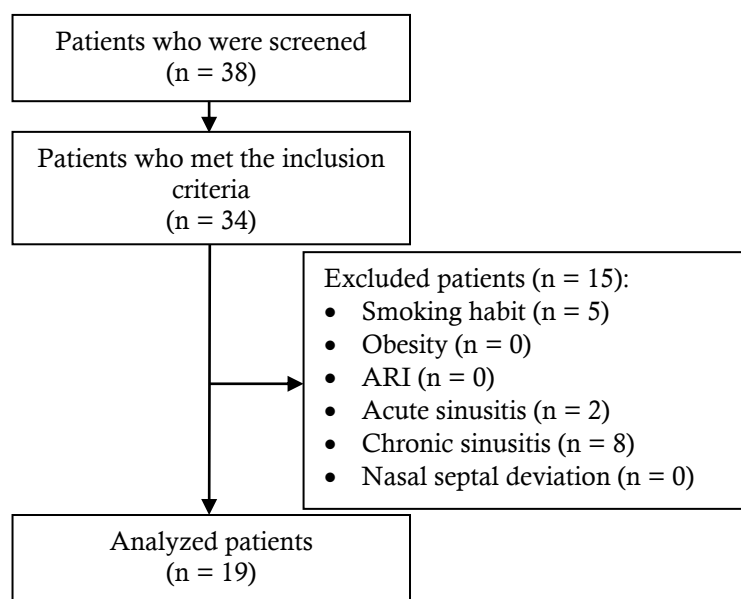 Patients who were screened
(n = 38)
Patients who met the inclusion
criteria
(n = 34)
Excluded patients (n = 15):
• Smoking habit (n = 5)
• Obesity (n = 0)
• ARI (n = 0)
• Acute sinusitis (n = 2)
• Chronic sinusitis (n = 8)
• Nasal septal deviation (n = 0)
Analyzed patients
(n = 19)